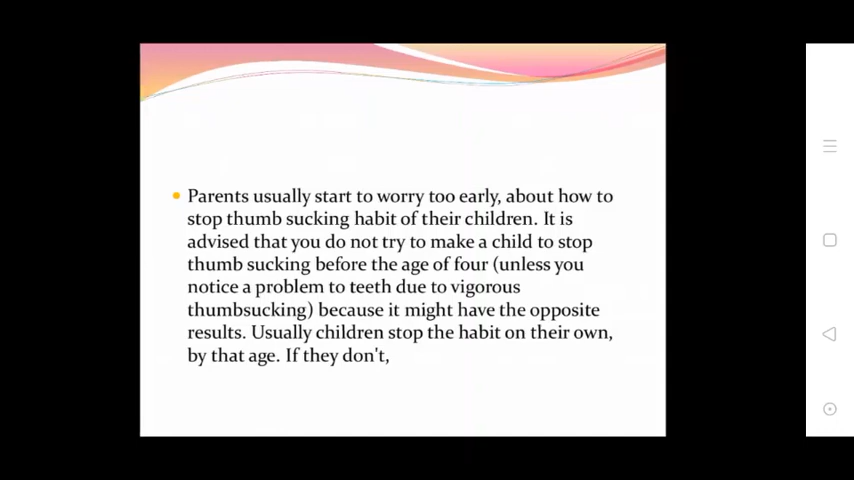 Parents usually start to worry too early, about how to
stop thumb sucking habit of their children. It is
advised that you do not try to make a child to stop
thumb sucking before the age of four (unless you
notice a problem to teeth due to vigorous
thumbsucking) because it might have the opposite
results. Usually children stop the habit on their own,
by that age. If they don't,